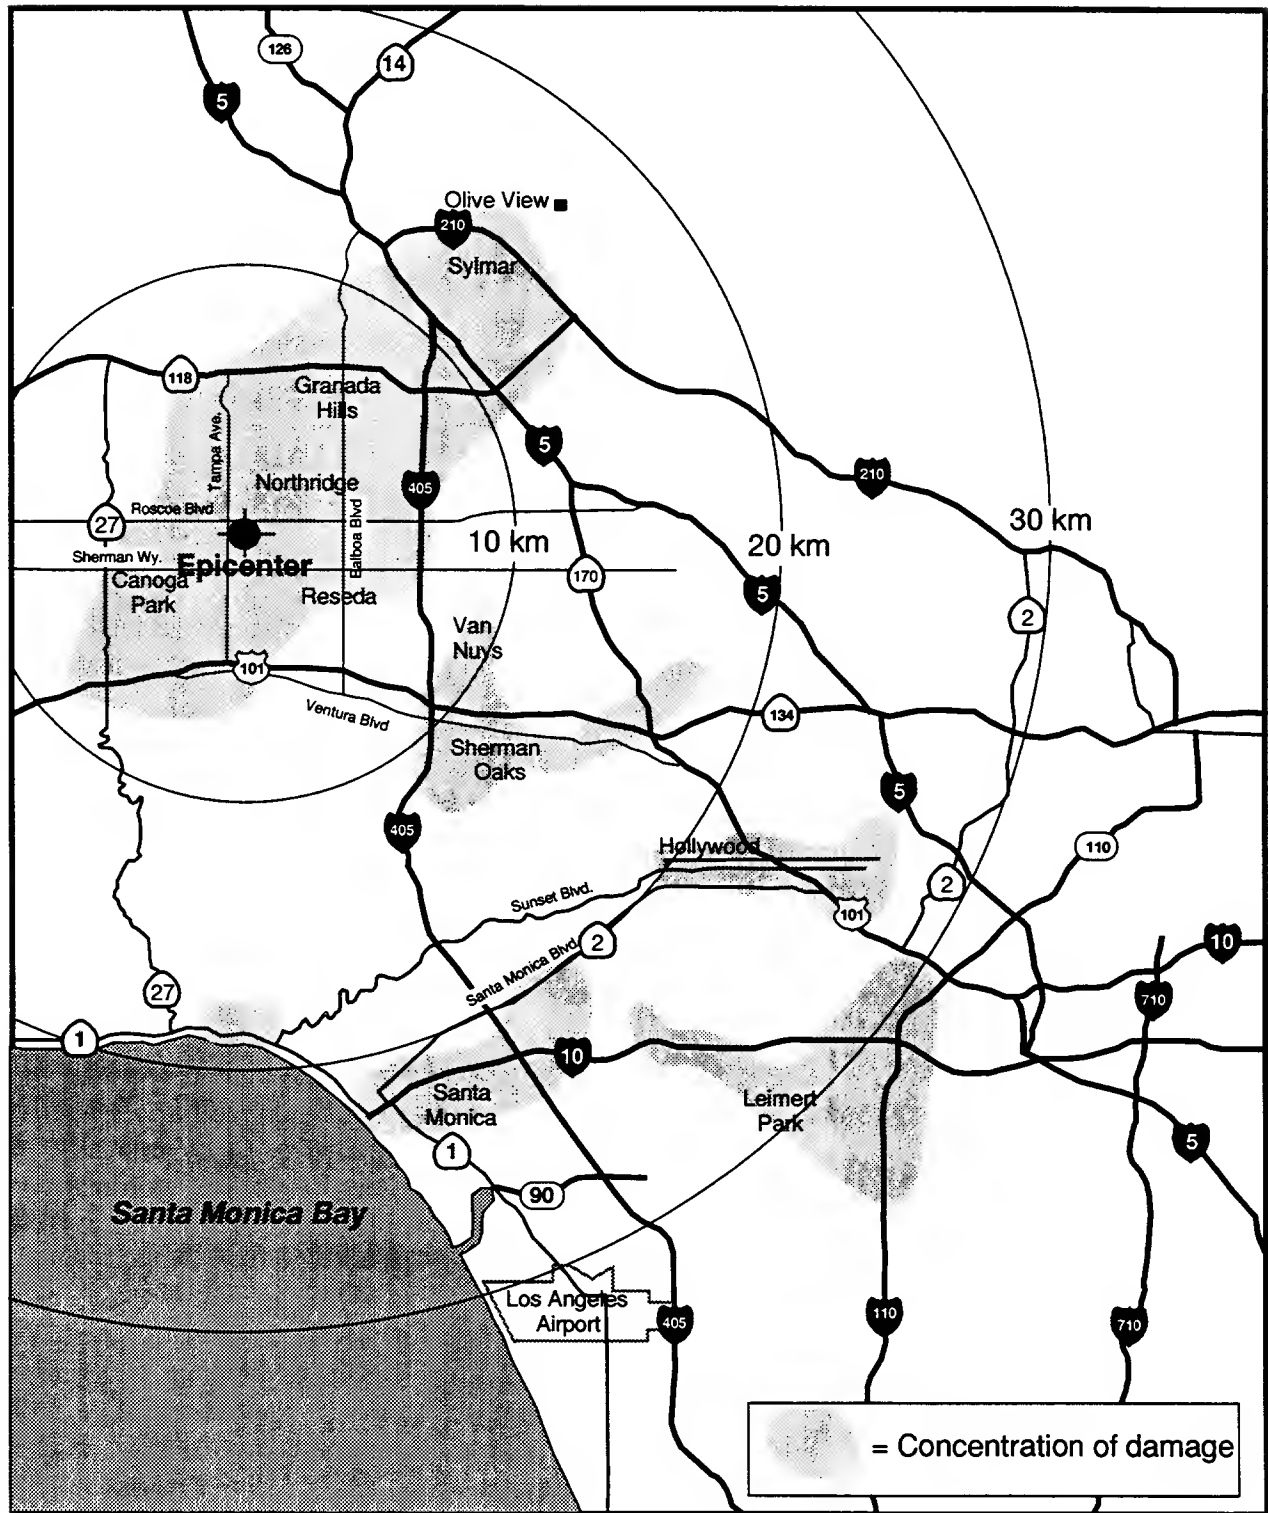 126
14
5
Olive View
210
Sylmar
118
Granada
Hills
Tampa Ave.
5
Northridge
405
210
Roscoe Blvd
Balboa Blvd
27
10 km
20 km
30 km
Sherman Wy.
Epicenter
Canoga
Park
Reseda
170
5
2
Van
Nuys
101
Ventura Blvd
134
Sherman
Oaks
5
405
Hollywood
110
2
Sunset Blvd.
101
Santa Monica Blvd.
2
10
27
710
1
10
Santa
Monica
Leimert
Park
1
5
90
Santa Monica Bay
Los Angeles
Airport
405
110
710
= Concentration of damage